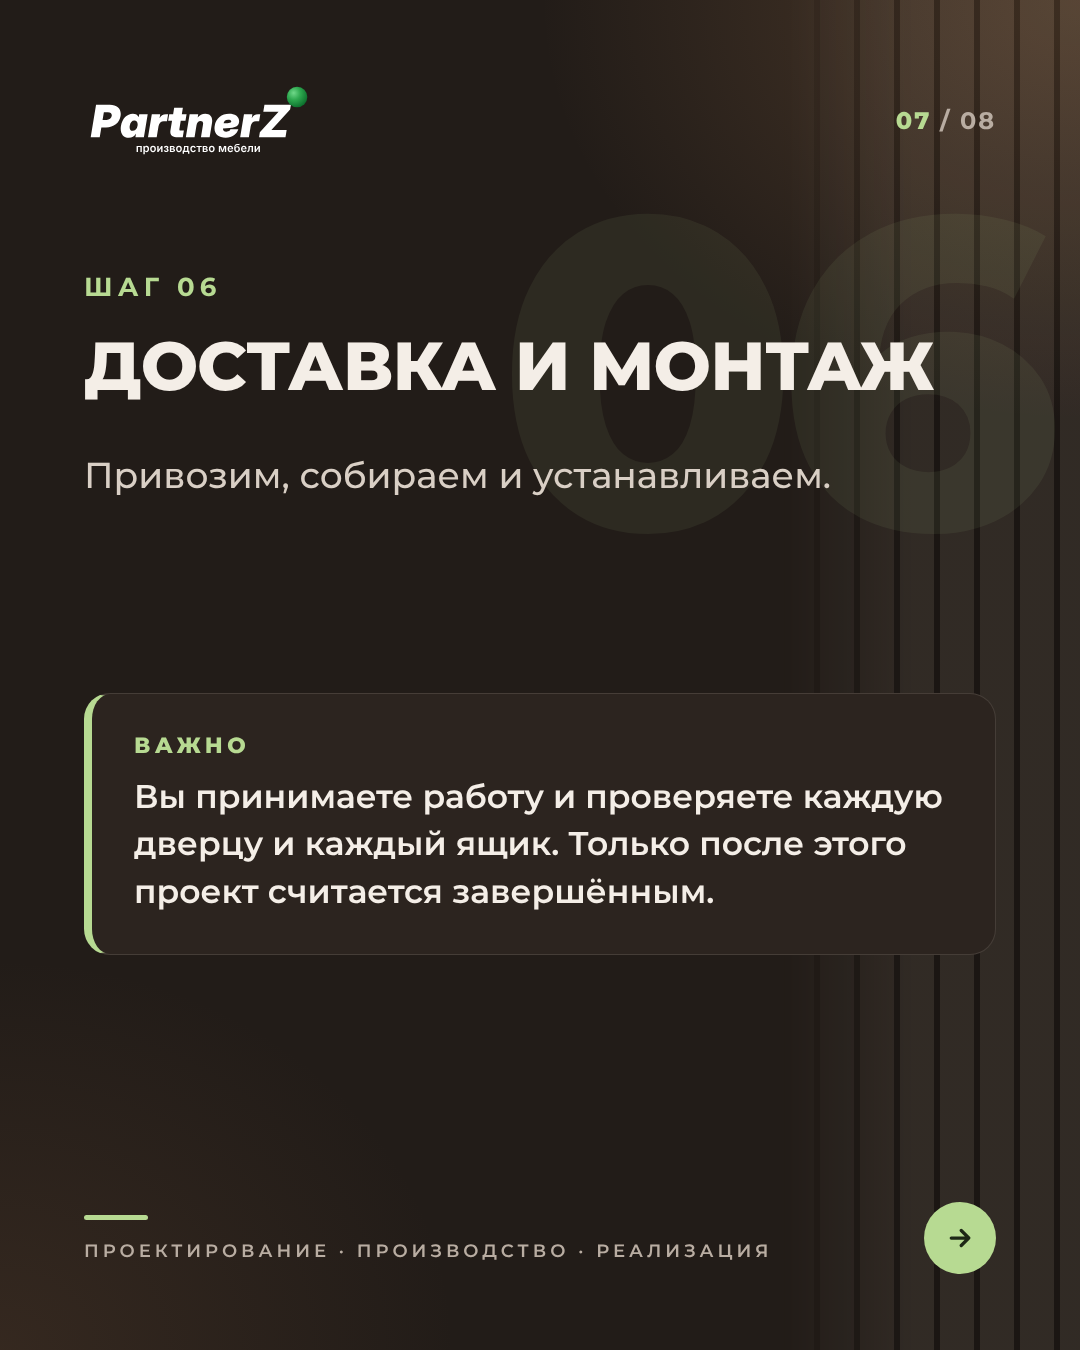 PartnerZ
производство мебели
07 / 08
06
ШАГ 06
ДОСТАВКА И МОНТАЖ
Привозим, собираем и устанавливаем.
ВАЖНО
Вы принимаете работу и проверяете каждую
дверцу и каждый ящик. Только после этого
проект считается завершённым.
ПРОЕКТИРОВАНИЕ · ПРОИЗВОДСТВО · РЕАЛИЗАЦИЯ